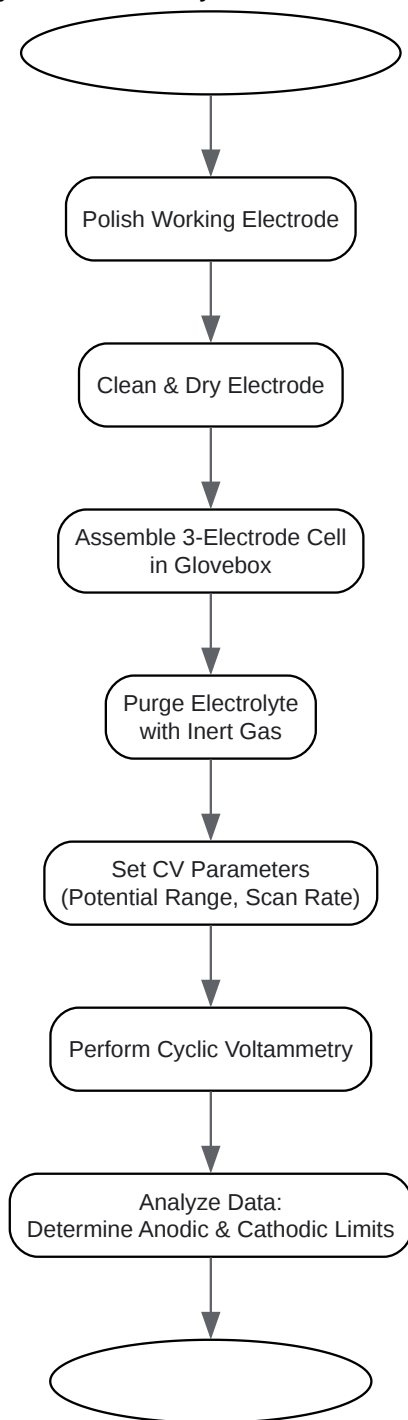 Polish Working Electrode
Clean & Dry Electrode
Assemble 3-Electrode Cell
in Glovebox
Purge Electrolyte
with Inert Gas
Set CV Parameters
(Potential Range, Scan Rate)
Perform Cyclic Voltammetry
Analyze Data:
Determine Anodic & Cathodic Limits